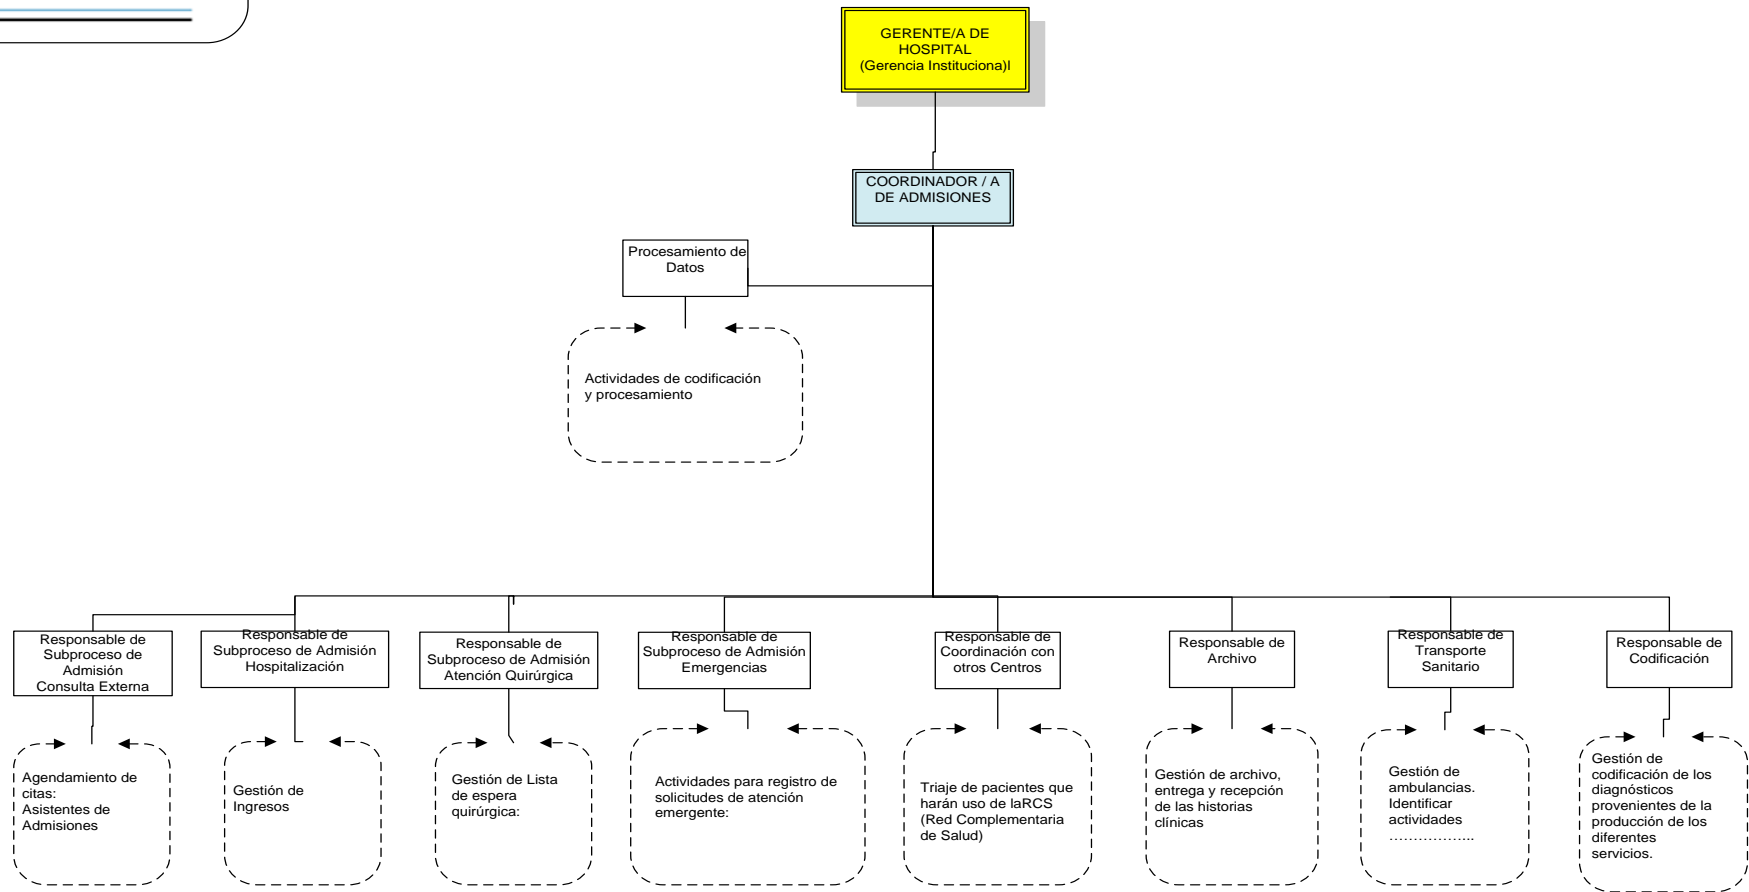 GERENTE/A DE
HOSPITAL
(Gerencia Instituciona)l
COORDINADOR / A
DE ADMISIONES
Procesamiento de
Datos
Actividades de codificación
y procesamiento
Responsable de
Subproceso de
Admisión
Consulta Externa
Responsable de
Subproceso de Admisión
Hospitalización
Responsable de
Subproceso de Admisión
Atención Quirúrgica
Responsable de
Subproceso de Admisión
Emergencias
Responsable de
Coordinación con
otros Centros
Responsable de
Archivo
Responsable de
Transporte
Sanitario
Responsable de
Codificación
Agendamiento de
citas:
Asistentes de
Admisiones
Gestión de
Ingresos
Gestión de Lista
de espera
quirúrgica:
Actividades para registro de
solicitudes de atención
emergente:
Triaje de pacientes que
harán uso de laRCS
(Red Complementaria
de Salud)
Gestión de archivo,
entrega y recepción
de las historias
clínicas
Gestión de
ambulancias.
Identificar
actividades
……………...
Gestión de
codificación de los
diagnósticos
provenientes de la
producción de los
diferentes
servicios.